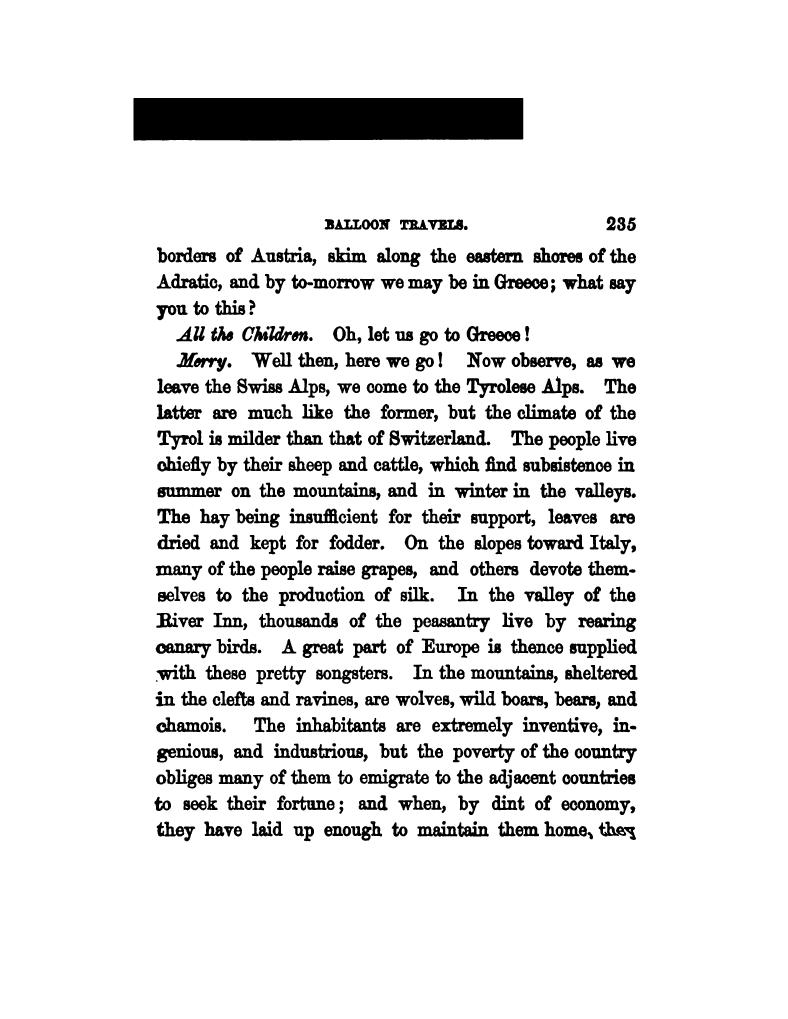 BALLOON TRAVELS. 235
borders of Austria, skim along the eastern shores of the
Adratic, and by to-morrow we may be in Greece; what say
you to this?
All the Children. Oh, let us go to Greece!
Merry. Well then, here we go! Now observe, as we
leave the Swiss Alps, we come to the Tyrolese Alps. The
latter are much like the former, but the climate of the
Tyrol is milder than that of Switzerland. The people live
chiefly by their sheep and cattle, which find subsistence in
summer on the mountains, and in winter in the valleys.
The hay being insufficient for their support, leaves are
dried and kept for fodder. On the slopes toward Italy,
many of the people raise grapes, and others devote them-
selves to the production of silk. In the valley of the
River Inn, thousands of the peasantry live by rearing
canary birds. A great part of Europe is thence supplied
with these pretty songsters. In the mountains, sheltered
in the clefts and ravines, are wolves, wild boars, bears, and
chamois. The inhabitants are extremely inventive, in-
genious, and industrious, but the poverty of the country
obliges many of them to emigrate to the adjacent countries
to seek their fortune; and when, by dint of economy,
they have laid up enough to maintain them home, they